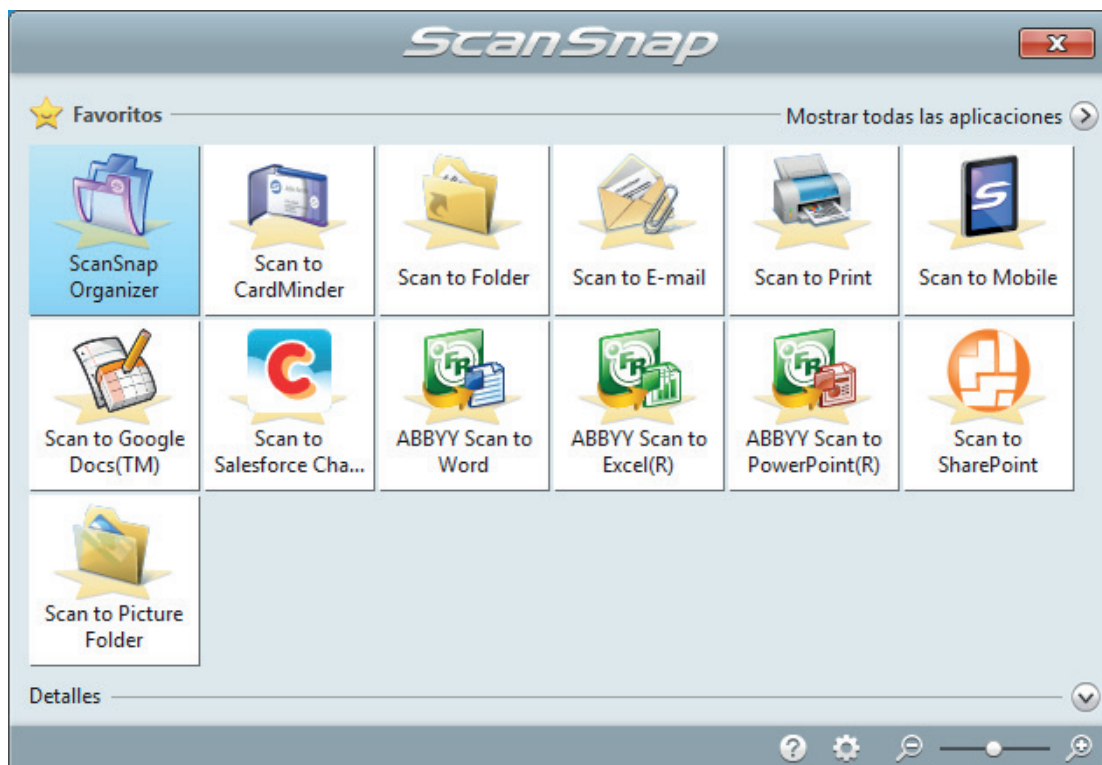 ScanSnap
Favoritos
Mostrar todas las aplicaciones
ScanSnap
Organizer
Scan to
CardMinder
Scan to Folder
Scan to E-mail
Scan to Print
Scan to Mobile
Scan to Google
Docs(TM)
Scan to
Salesforce Cha...
ABBYY Scan to
Word
ABBYY Scan to
Excel(R)
ABBYY Scan to
PowerPoint(R)
Scan to
SharePoint
Scan to Picture
Folder
Detalles